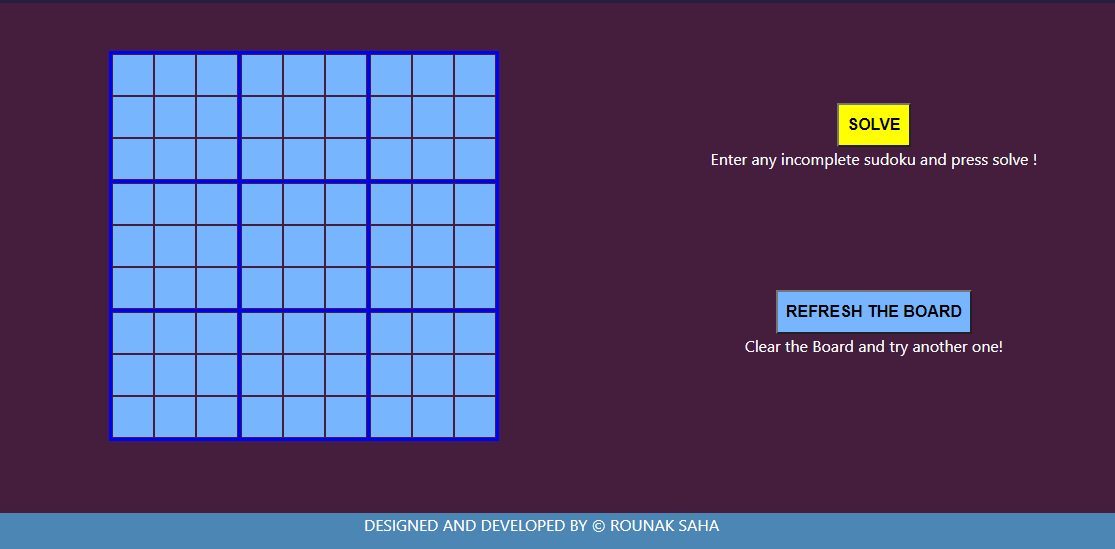 SOLVE
Enter any incomplete sudoku and press solve !
REFRESH THE BOARD
Clear the Board and try another one!
DESIGNED AND DEVELOPED BY © ROUNAK SAHA